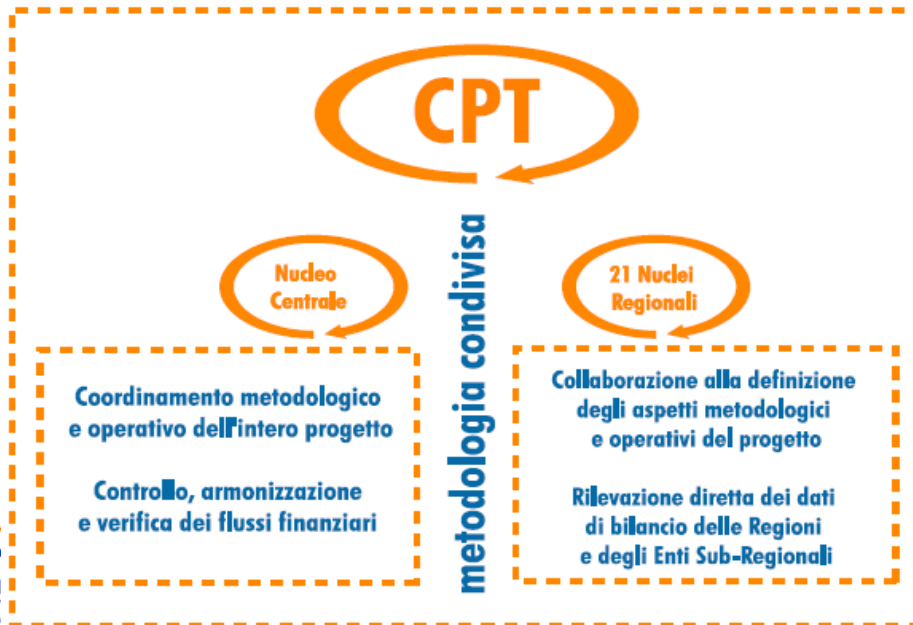 CPT
metodologia condivisa
Nucleo
Centrale
Coordinamento metodologico
e operativo dell'intero progetto
Controllo, armonizzazione
e verifica dei flussi finanziari
21 Nuclei
Regionali
Collaborazione alla definizione
degli aspetti metodologici
e operativi del progetto
Rilevazione diretta dei dati
di bilancio delle Regioni
e degli Enti Sub-Regionali